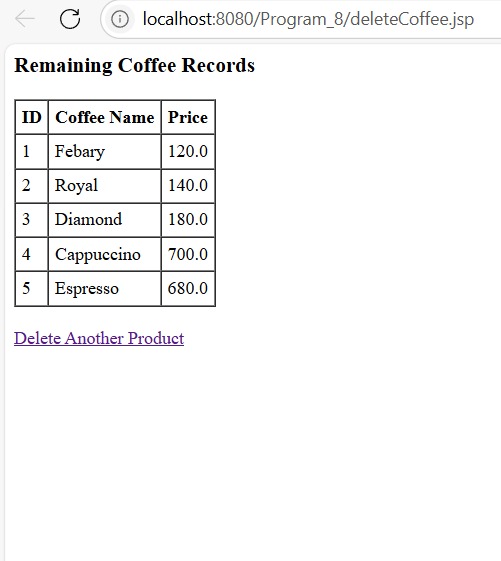 localhost:8080/Program_8/deleteCoffee.jsp
Remaining Coffee Records
ID Coffee Name Price
1 Febary 120.0
2 Royal 140.0
3 Diamond 180.0
4 Cappuccino 700.0
5 Espresso 680.0
Delete Another Product